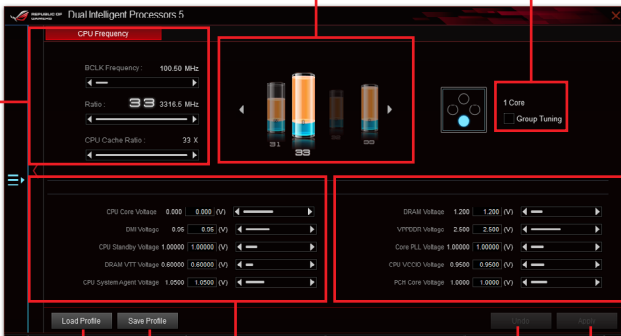 REPUBLIC OF GAMERS
Dual Intelligent Processors 5
CPU Frequency
BCLK Frequency : 100.50 MHz
Ratio : 33 3316.5 MHz
CPU Cache Ratio : 33 X
31
33
33
1 Core
Group Tuning
CPU Core Voltage 0.000 0.000 (V)
DMI Voltage 0.95 0.95 (V)
CPU Standby Voltage 1.00000 1.00000 (V)
DRAM VTT Voltage 0.60000 0.60000 (V)
CPU System Agent Voltage 1.0500 1.0500 (V)
DRAM Voltage 1.200 1.200 (V)
VPPDDR Voltage 2.500 2.500 (V)
Core PLL Voltage 1.00000 1.00000 (V)
CPU VCCIO Voltage 0.9500 0.9500 (V)
PCH Core Voltage 1.0000 1.0000 (V)
Load Profile
Save Profile
Undo
Apply